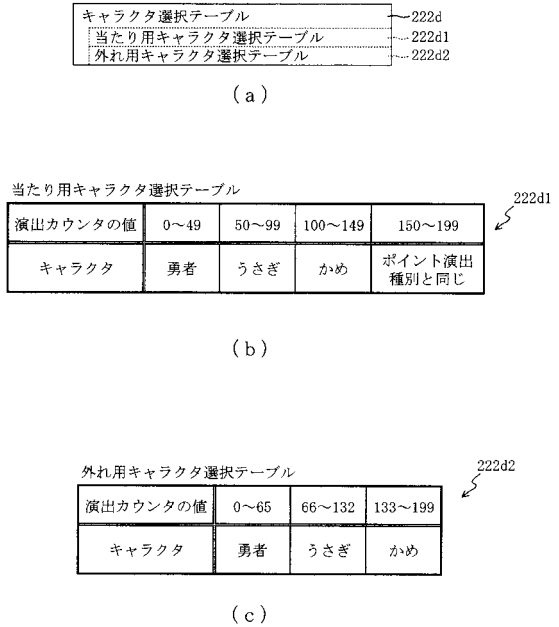 キャラクタ選択テーブル 222d
当たり用キャラクタ選択テーブル 222d1
外れ用キャラクタ選択テーブル 222d2
(a)
当たり用キャラクタ選択テーブル 222d1
演出カウンタの値 0～49 50～99 100～149 150～199
キャラクタ 勇者 うさぎ かめ ポイント演出
種別と同じ
(b)
外れ用キャラクタ選択テーブル 222d2
演出カウンタの値 0～65 66～132 133～199
キャラクタ 勇者 うさぎ かめ
(c)